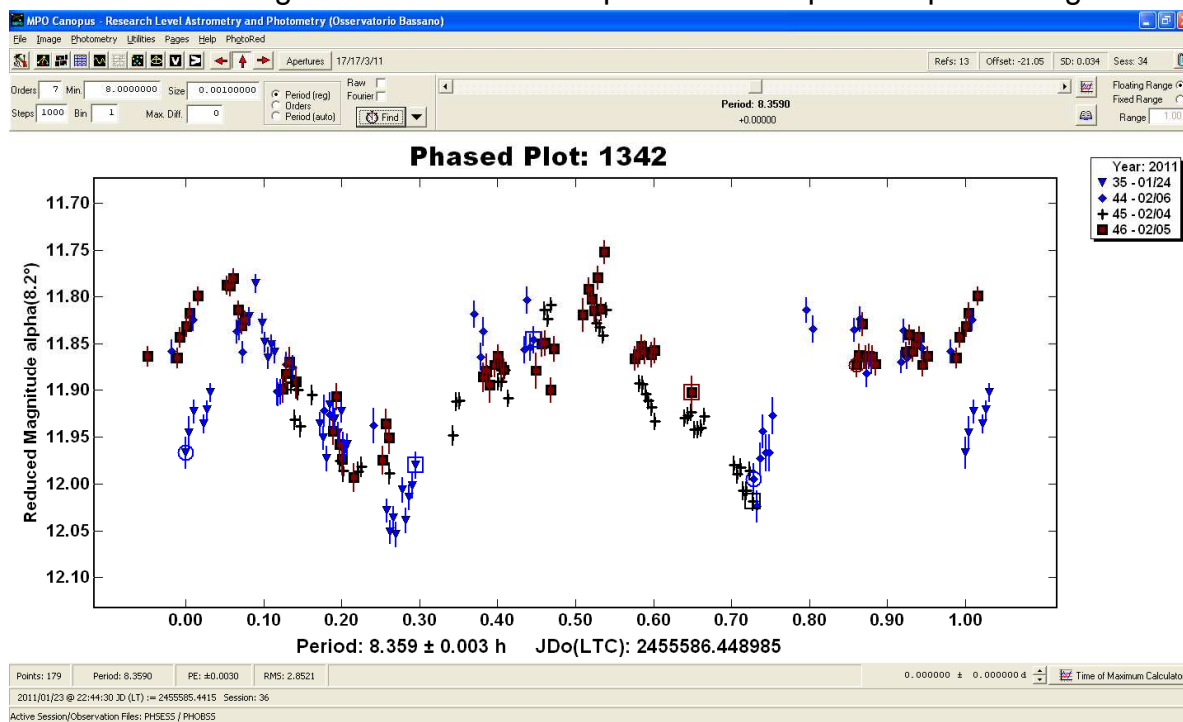 MPO Canopus - Research Level Astrometry and Photometry (Osservatorio Bassano)
File Image Photometry Utilities Pages Help PhotoRed
Apertures 17/17/3/11 Refs: 13 Offset: -21.05 SD: 0.034 Sess: 34
Orders 7 Min. 8.0000000 Size 0.00100000
Steps 1000 Bin 1 Max. Diff. 0
Period (reg)
Orders
Period (auto)
Raw
Fourier
Find
Period: 8.3590
+0.00000
Floating Range
Fixed Range
Range 1.00
Phased Plot: 1342
Year: 2011
35 - 01/24
44 - 02/06
45 - 02/04
46 - 02/05
Reduced Magnitude alpha(8.2°)
11.70
11.75
11.80
11.85
11.90
11.95
12.00
12.05
12.10
0.00 0.10 0.20 0.30 0.40 0.50 0.60 0.70 0.80 0.90 1.00
Period: 8.359 ± 0.003 h JDo(LTC): 2455586.448985
Points: 179 Period: 8.3590 PE: ±0.0030 RMS: 2.8521 0.000000 ± 0.000000 d Time of Maximum Calculato
2011/01/23 @ 22:44:30 JD (LT) := 2455585.4415 Session: 36
Active Session/Observation Files: PHSESS / PHOBSS